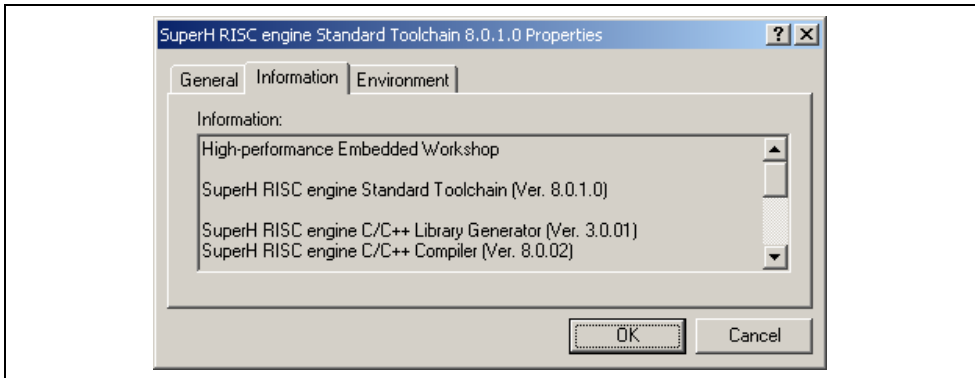 SuperH RISC engine Standard Toolchain 8.0.1.0 Properties
General Information Environment
Information:
High-performance Embedded Workshop
SuperH RISC engine Standard Toolchain (Ver. 8.0.1.0)
SuperH RISC engine C/C++ Library Generator (Ver. 3.0.01)
SuperH RISC engine C/C++ Compiler (Ver. 8.0.02)
OK Cancel